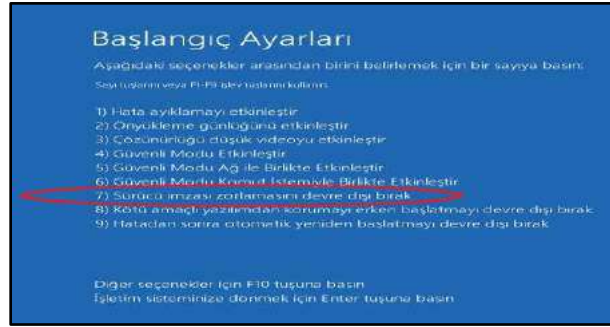 Başlangıç Ayarları
Aşağıdaki seçenekler arasından birini belirlemek için bir sayıya basın:
Sayı tuşlarını veya F1-F9 işlev tuşlarını kullanın.
1) Hata ayıklamayı etkinleştir
2) Önyükleme günlüğünü etkinleştir
3) Çözünürlüğü düşük videoyu etkinleştir
4) Güvenli Modu Etkinleştir
5) Güvenli Modu Ağ ile Birlikte Etkinleştir
6) Güvenli Modu Komut İstemiyle Birlikte Etkinleştir
7) Sürücü imzası zorlamasını devre dışı bırak
8) Kötü amaçlı yazılımdan korumayı erken başlatmayı devre dışı bırak
9) Hatadan sonra otomatik yeniden başlatmayı devre dışı bırak
Diğer seçenekler için F10 tuşuna basın
İşletim sisteminize dönmek için Enter tuşuna basın